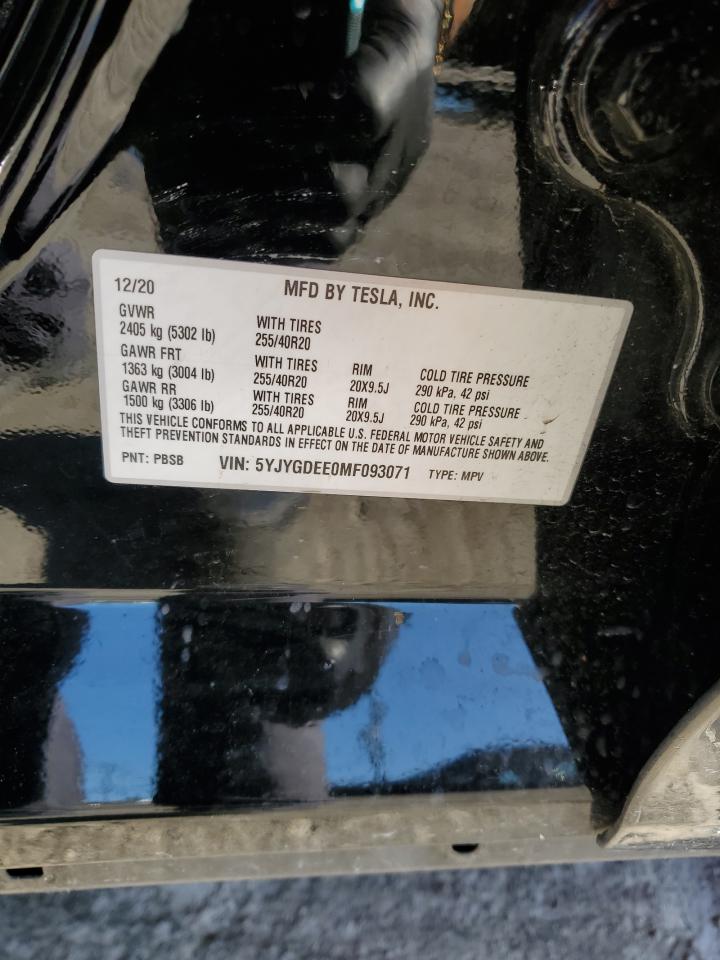 12/20 MFD BY TESLA, INC.
GVWR
2405 kg (5302 lb) WITH TIRES
255/40R20
GAWR FRT WITH TIRES RIM COLD TIRE PRESSURE
1363 kg (3004 lb) 255/40R20 20X9.5J 290 kPa, 42 psi
GAWR RR WITH TIRES RIM COLD TIRE PRESSURE
1500 kg (3306 lb) 255/40R20 20X9.5J 290 kPa, 42 psi
THIS VEHICLE CONFORMS TO ALL APPLICABLE U.S. FEDERAL MOTOR VEHICLE SAFETY AND
THEFT PREVENTION STANDARDS IN EFFECT ON THE DATE OF MANUFACTURE SHOWN ABOVE.
PNT: PBSB VIN: 5YJYGDEE0MF093071 TYPE: MPV